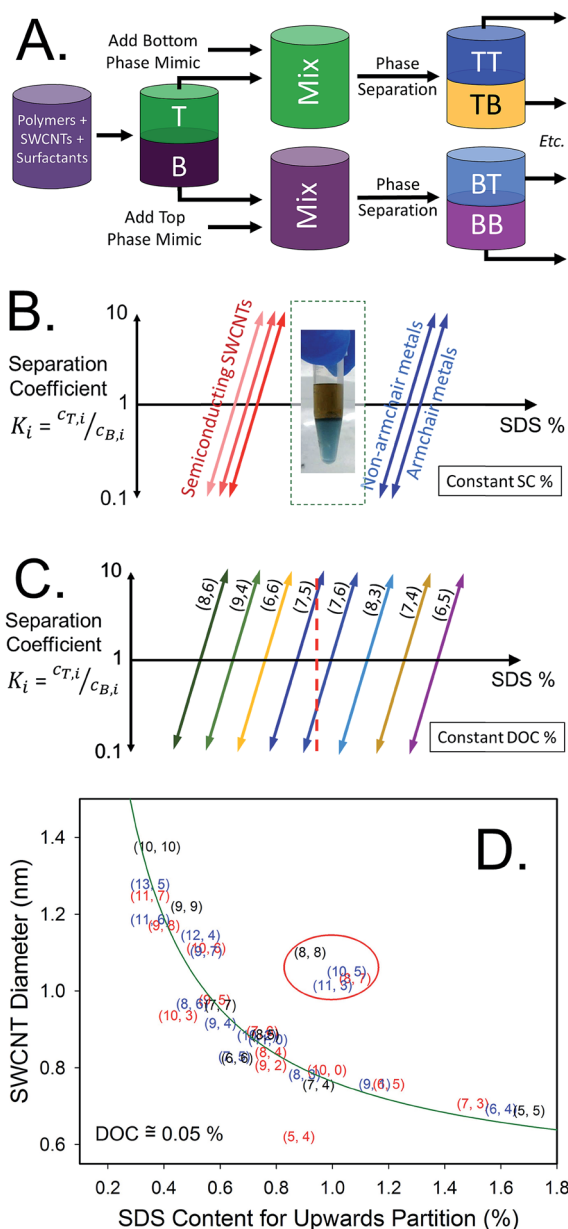 A.
Add Bottom
Phase Mimic
Polymers +
SWCNTs +
Surfactants
T
B
Add Top
Phase Mimic
Mix
Mix
Phase
Separation
Phase
Separation
TT
TB
Etc.
BT
BB
B.
10
Separation
Coefficient
1
K_i = c_{T,i}/c_{B,i}
0.1
Semiconducting SWCNTs
Non-armchair metals
Armchair metals
SDS %
Constant SC %
C.
10
Separation
Coefficient
1
K_i = c_{T,i}/c_{B,i}
0.1
(8,6)
(9,4)
(6,6)
(7,5)
(7,6)
(8,3)
(7,4)
(6,5)
SDS %
Constant DOC %
D.
SWCNT Diameter (nm)
1.4
1.2
1.0
0.8
0.6
(10, 10)
(13, 5)
(11, 7)
(9, 9)
(11, 6)
(9, 8)
(12, 4)
(10, 6)
(9, 7)
(8, 8)
(10, 5)
(8, 7)
(11, 3)
(9, 5)
(8, 6)
(7, 7)
(10, 3)
(9, 4)
(8, 4)
(6, 6)
(9, 2)
(10, 0)
(7, 4)
(5, 4)
(7, 3)
(6, 4)
(5, 5)
DOC ≅ 0.05 %
0.2
0.4
0.6
0.8
1.0
1.2
1.4
1.6
1.8
SDS Content for Upwards Partition (%)